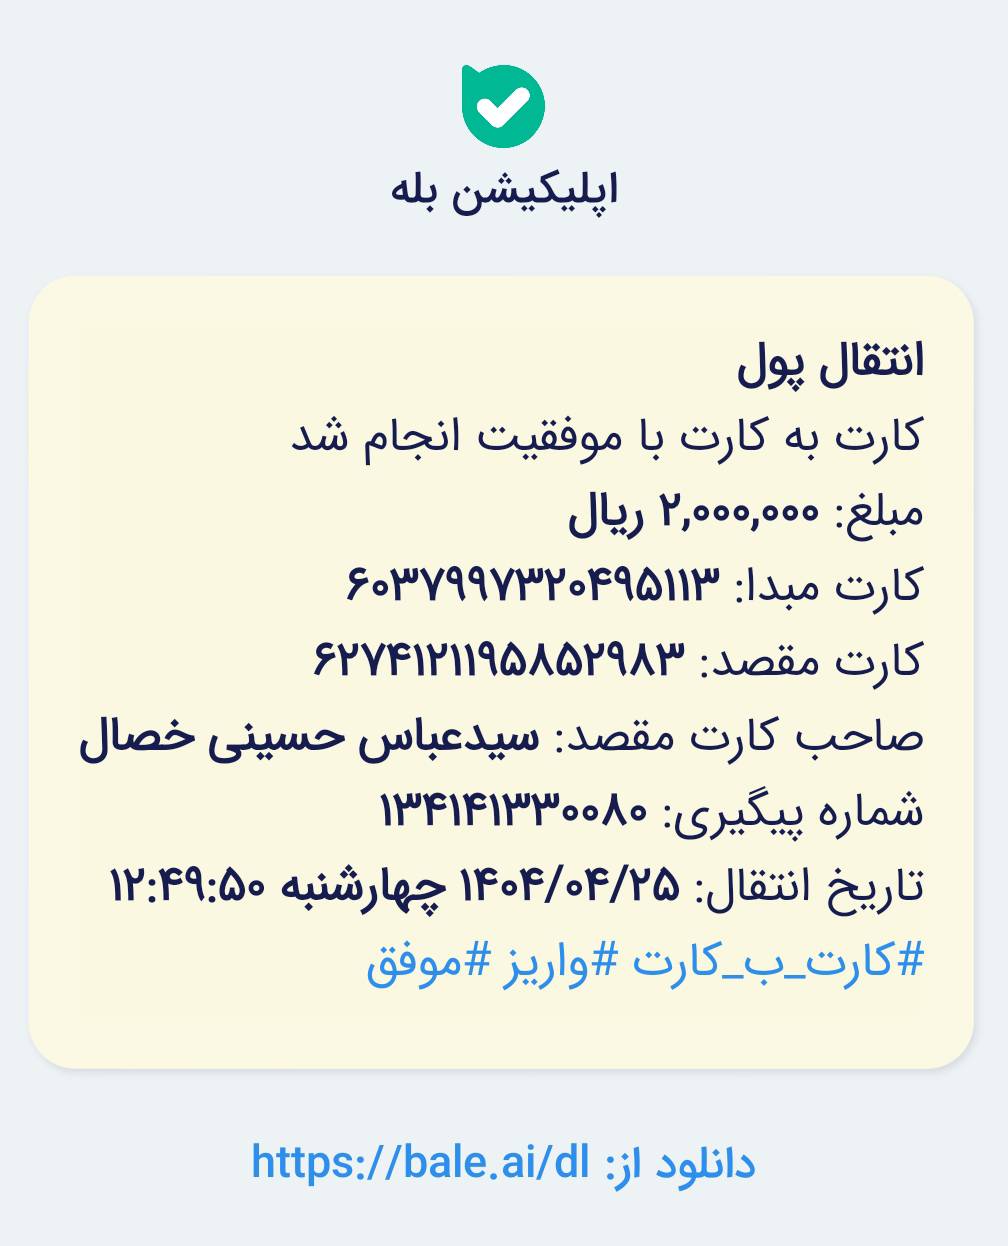 اپلیکیشن بله
انتقال پول
کارت به کارت با موفقیت انجام شد
مبلغ: ۲,۰۰۰,۰۰۰ ریال
کارت مبدا: ۶۰۳۷۹۹۷۳۲۰۴۹۵۱۱۳
کارت مقصد: ۶۲۷۴۱۲۱۱۹۵۸۵۲۹۸۳
صاحب کارت مقصد: سیدعباس حسینی خصال
شماره پیگیری: ۱۳۴۱۴۱۳۳۰۰۸۰
تاریخ انتقال: ۱۴۰۴/۰۴/۲۵ چهارشنبه ۱۲:۴۹:۵۰
#کارت_ب_کارت #واریز #موفق
دانلود از: https://bale.ai/dl